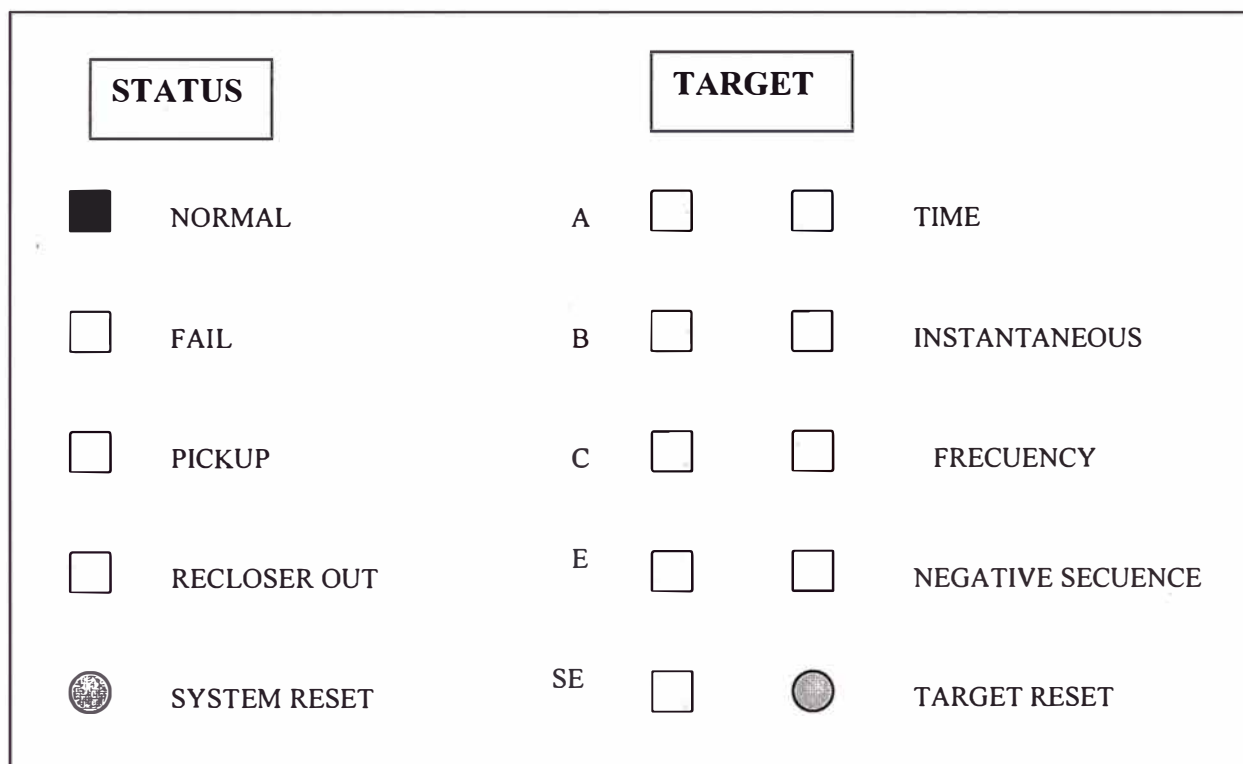 STATUS TARGET
NORMAL A TIME
FAIL B INSTANTANEOUS
PICKUP C FRECUENCY
RECLOSER OUT E NEGATIVE SECUENCE
SYSTEM RESET SE TARGET RESET